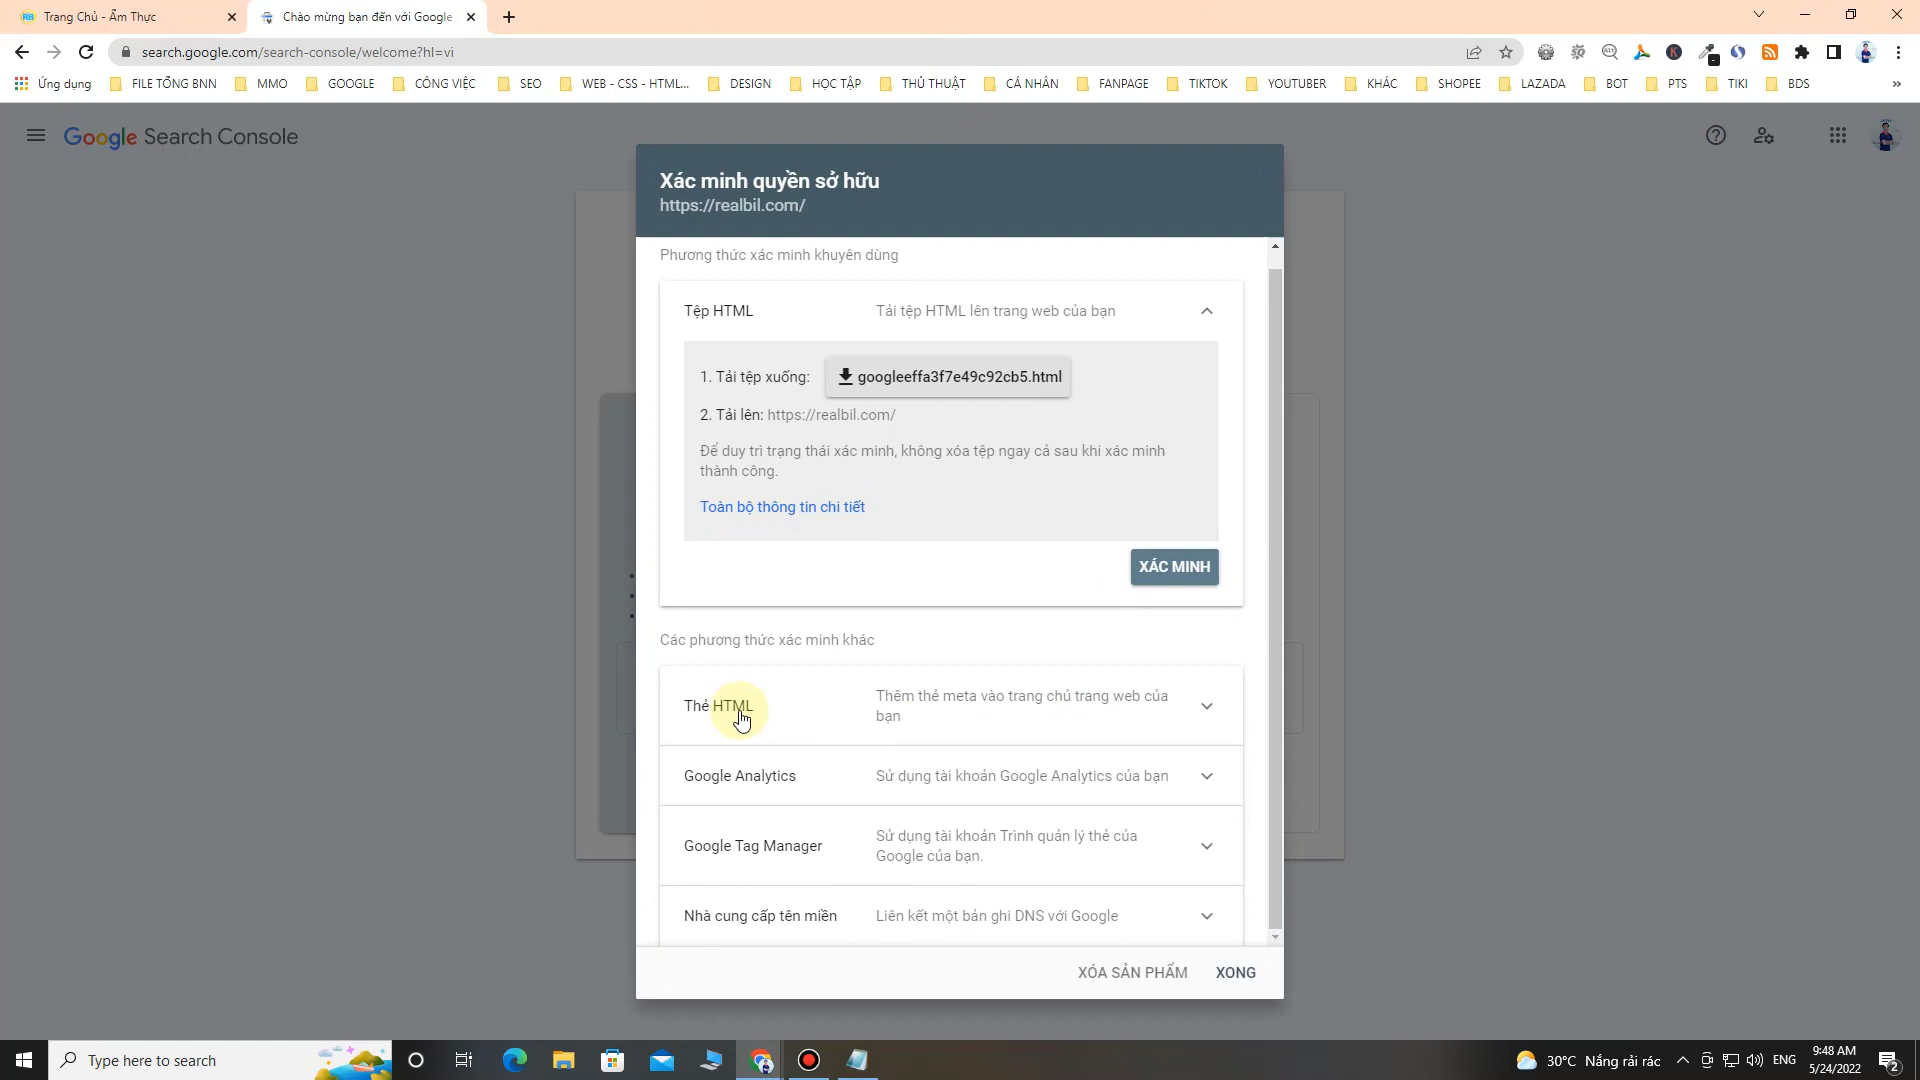 Trang Chủ - Ẩm Thực
Chào mừng bạn đến với Google
search.google.com/search-console/welcome?hl=vi
Ứng dụng
FILE TỔNG BNN
MMO
GOOGLE
CÔNG VIỆC
SEO
WEB - CSS - HTML...
DESIGN
HỌC TẬP
THỦ THUẬT
CÁ NHÂN
FANPAGE
TIKTOK
YOUTUBER
KHÁC
SHOPEE
LAZADA
BOT
PTS
TIKI
BDS
»
Google Search Console
Xác minh quyền sở hữu
https://realbil.com/
Phương thức xác minh khuyên dùng
Tệp HTML
Tải tệp HTML lên trang web của bạn
1. Tải tệp xuống:
googleeffa3f7e49c92cb5.html
2. Tải lên: https://realbil.com/
Để duy trì trạng thái xác minh, không xóa tệp ngay cả sau khi xác minh
thành công.
Toàn bộ thông tin chi tiết
XÁC MINH
Các phương thức xác minh khác
Thẻ HTML
Thêm thẻ meta vào trang chủ trang web của
bạn
Google Analytics
Sử dụng tài khoản Google Analytics của bạn
Google Tag Manager
Sử dụng tài khoản Trình quản lý thẻ của
Google của bạn.
Nhà cung cấp tên miền
Liên kết một bản ghi DNS với Google
XÓA SẢN PHẨM
XONG
Type here to search
30°C Nắng rải rác
ENG
9:48 AM
5/24/2022
2